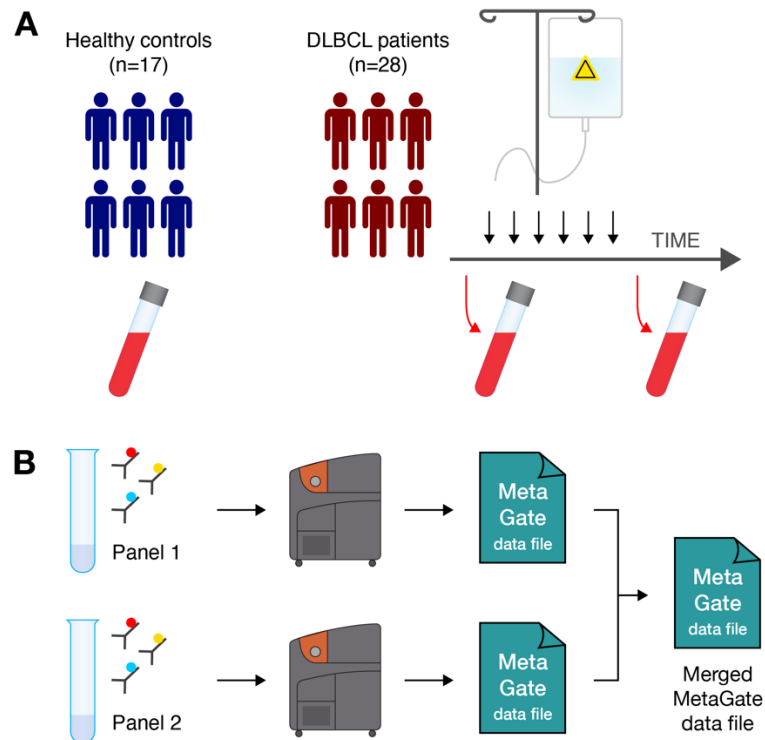 A
Healthy controls
(n=17)
DLBCL patients
(n=28)
TIME
B
Panel 1
Meta
Gate
data file
Panel 2
Meta
Gate
data file
Meta
Gate
data file
Merged
MetaGate
data file